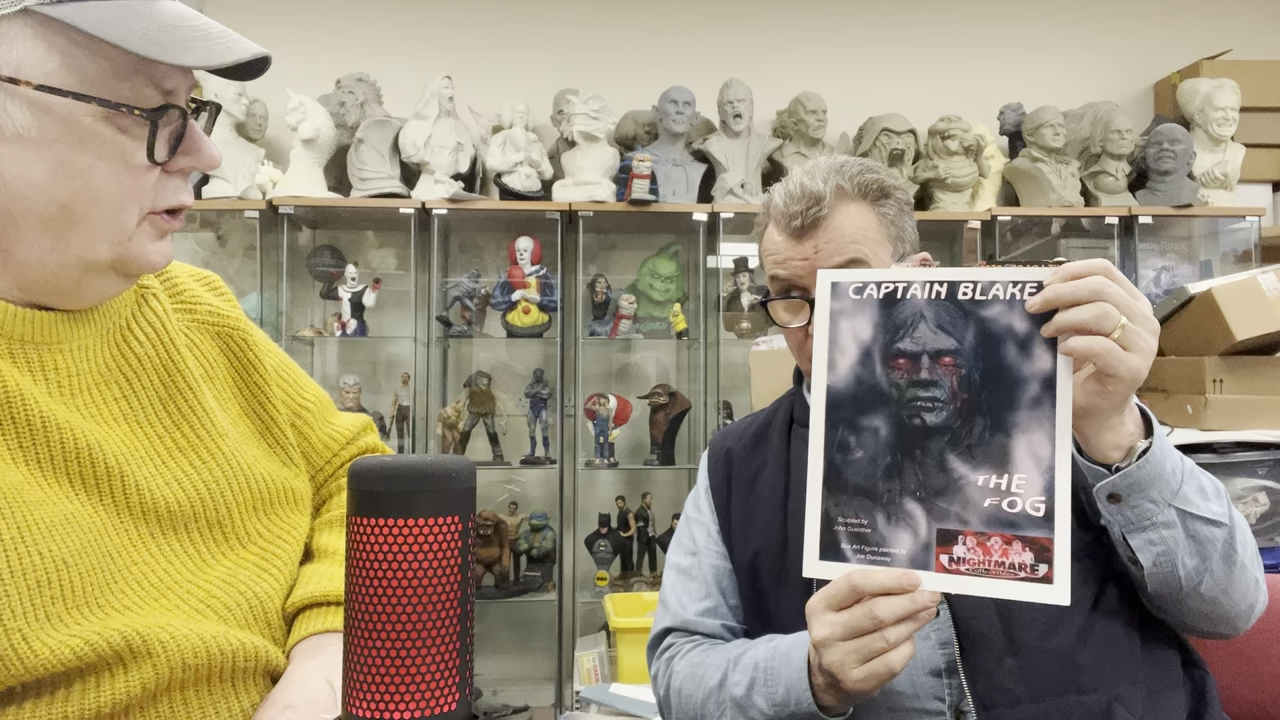 CAPTAIN BLAKE
THE
FOG
Sculpted by
John Guenther
Box Art Figure painted by
Joe Dunaway
NIGHTMARE